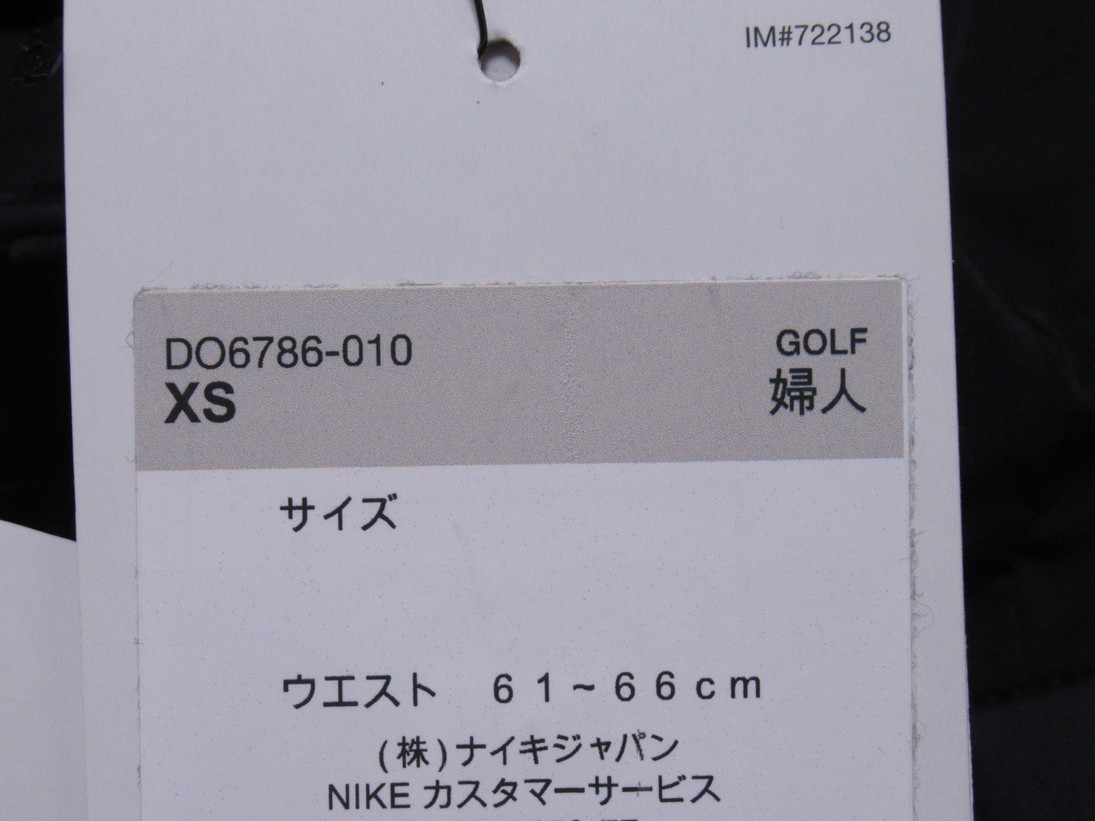 IM#722138
DO6786-010
GOLF
XS
婦人
サイズ
ウエスト 61~66cm
(株)ナイキジャパン
NIKE カスタマーサービス